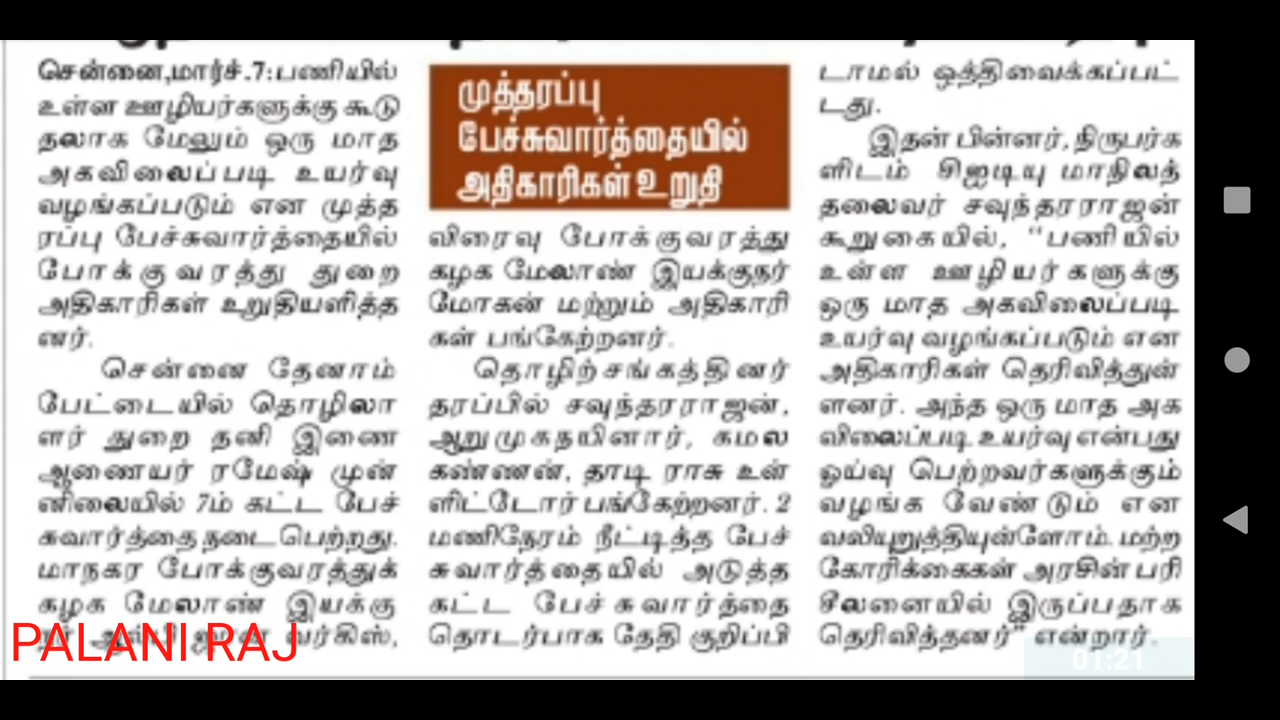 சென்னை,மார்ச்.7:பணியில்
உள்ள ஊழியர்களுக்கு கூடு
தலாக மேலும் ஒரு மாத
அகவிலைப்படி உயர்வு
வழங்கப்படும் என முத்த
ரப்பு பேச்சுவார்த்தையில்
போக்குவரத்து துறை
அதிகாரிகள் உறுதியளித்த
னர்.
சென்னை தேனாம்
பேட்டையில் தொழிலா
ளர் துறை தனி இணை
ஆணையர் ரமேஷ் முன்
னிலையில் 7ம் கட்ட பேச்
சுவார்த்தை நடைபெற்றது.
மாநகர போக்குவரத்துக்
கழக மேலாண் இயக்கு
வர்கிஸ்,
முத்தரப்பு
பேச்சுவார்த்தையில்
அதிகாரிகள் உறுதி
விரைவு போக்குவரத்து
கழக மேலாண் இயக்குநர்
மோகன் மற்றும் அதிகாரி
கள் பங்கேற்றனர்.
தொழிற்சங்கத்தினர்
தரப்பில் சவுந்தரராஜன்,
ஆறுமுகநயினார், கமல
கண்ணன், தாடி ராசு உள்
ளிட்டோர் பங்கேற்றனர். 2
மணிநேரம் நீட்டித்த பேச்
சுவார்த்தையில் அடுத்த
கட்ட பேச்சுவார்த்தை
தொடர்பாக தேதி குறிப்பி
டாமல் ஒத்திவைக்கப்பட்
டது.
இதன் பின்னர், நிருபர்க
ளிடம் சிஐடியு மாநிலத்
தலைவர் சவுந்தரராஜன்
கூறுகையில், "பணியில்
உள்ள ஊழியர்களுக்கு
ஒரு மாத அகவிலைப்படி
உயர்வு வழங்கப்படும் என
அதிகாரிகள் தெரிவித்துள்
ளனர். அந்த ஒரு மாத அக
விலைப்படி உயர்வு என்பது
ஓய்வு பெற்றவர்களுக்கும்
வழங்க வேண்டும் என
வலியுறுத்தியுள்ளோம். மற்ற
கோரிக்கைகள் அரசின் பரி
சீலனையில் இருப்பதாக
தெரிவித்தனர்" என்றார்.
PALANI RAJ
01:21